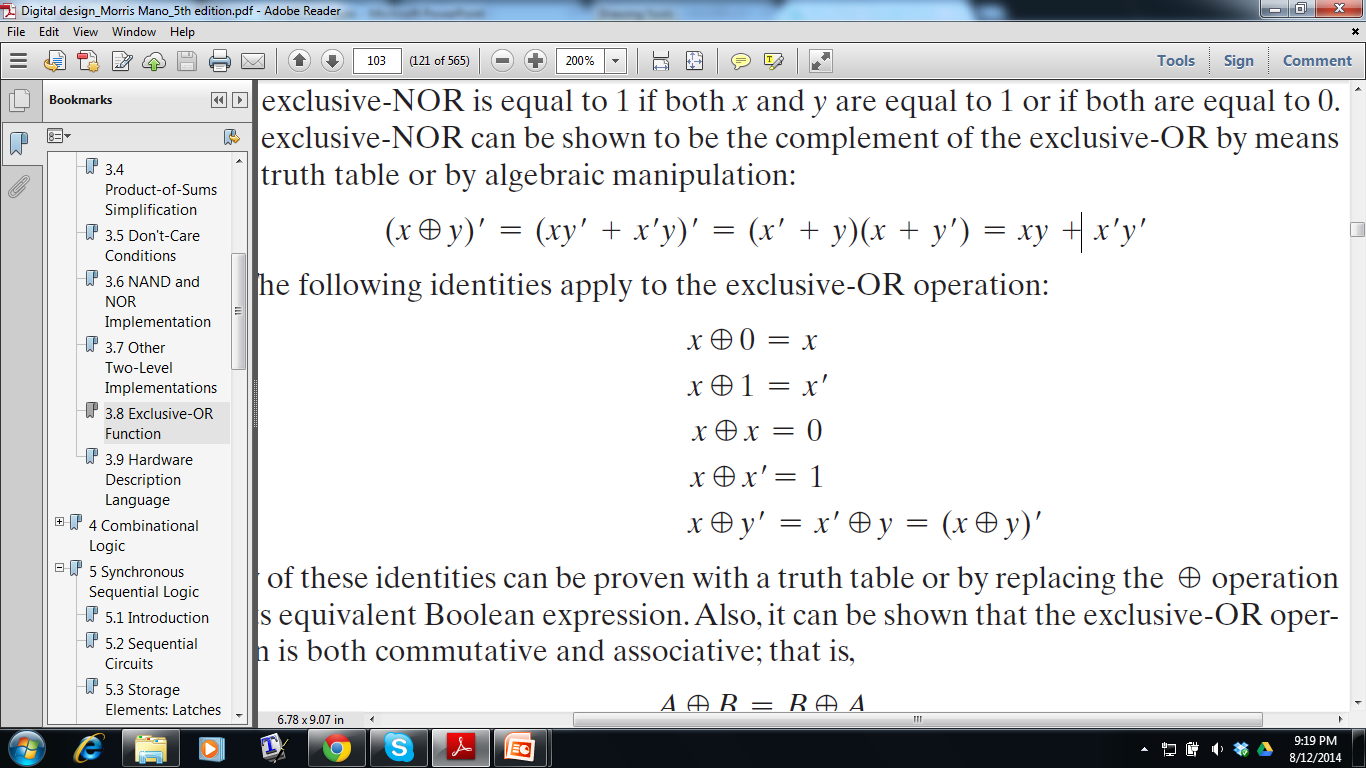 Digital design_Morris Mano_5th edition.pdf - Adobe Reader
File Edit View Window Help
103 (121 of 565) 200% Tools Sign Comment
Bookmarks
3.4
Product-of-Sums
Simplification
3.5 Don't-Care
Conditions
3.6 NAND and
NOR
Implementation
3.7 Other
Two-Level
Implementations
3.8 Exclusive-OR
Function
3.9 Hardware
Description
Language
4 Combinational
Logic
5 Synchronous
Sequential Logic
5.1 Introduction
5.2 Sequential
Circuits
5.3 Storage
Elements: Latches
exclusive-NOR is equal to 1 if both x and y are equal to 1 or if both are equal to 0.
exclusive-NOR can be shown to be the complement of the exclusive-OR by means
truth table or by algebraic manipulation:
(x ⊕ y)′ = (xy′ + x′y)′ = (x′ + y)(x + y′) = xy + x′y′
he following identities apply to the exclusive-OR operation:
x ⊕ 0 = x
x ⊕ 1 = x′
x ⊕ x = 0
x ⊕ x′ = 1
x ⊕ y′ = x′ ⊕ y = (x ⊕ y)′
of these identities can be proven with a truth table or by replacing the ⊕ operation
s equivalent Boolean expression. Also, it can be shown that the exclusive-OR oper-
n is both commutative and associative; that is,
A ⊕ B = B ⊕ A
6.78 x 9.07 in
9:19 PM
8/12/2014